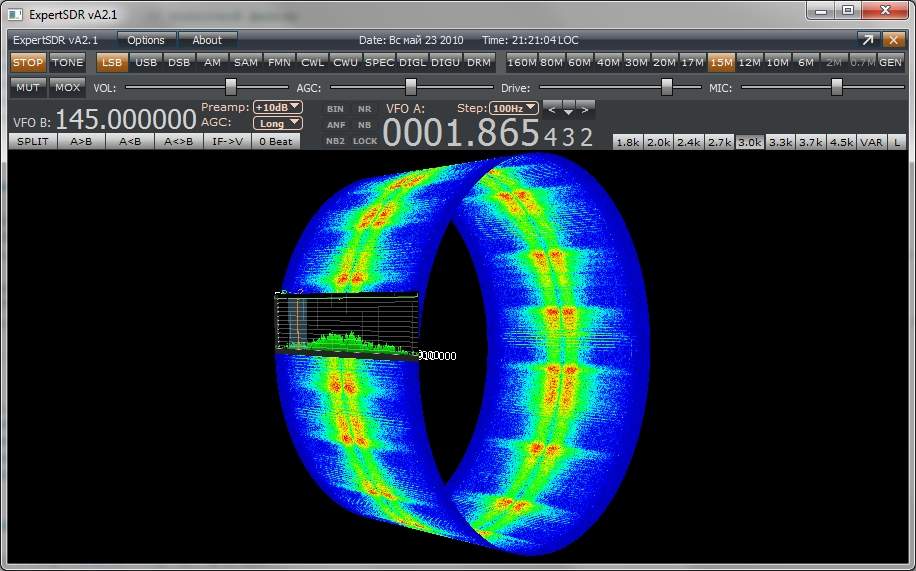 ExpertSDR vA2.1
ExpertSDR vA2.1 Options About Date: Вс май 23 2010 Time: 21:21:04 LOC
STOP TONE LSB USB DSB AM SAM FMN CWL CWU SPEC DIGL DIGU DRM 160M 80M 60M 40M 30M 20M 17M 15M 12M 10M 6M 2M 0.7M GEN
MUT MOX VOL: AGC: Drive: MIC:
VFO B: 145.000000 Preamp: +10dB BIN NR VFO A: Step: 100Hz < >
AGC: Long ANF NB 0001.865 432
SPLIT A>B A<B A<>B IF->V 0 Beat NB2 LOCK 1.8k 2.0k 2.4k 2.7k 3.0k 3.3k 3.7k 4.5k VAR L